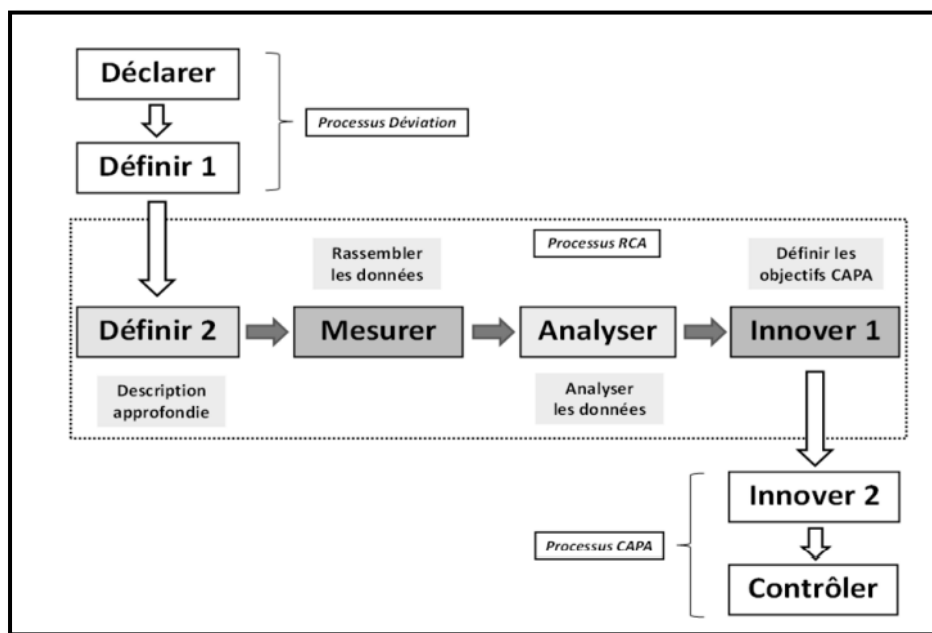 Déclarer
Processus Déviation
Définir 1
Processus RCA
Rassembler
les données
Définir les
objectifs CAPA
Définir 2
Mesurer
Analyser
Innover 1
Description
approfondie
Analyser
les données
Innover 2
Processus CAPA
Contrôler